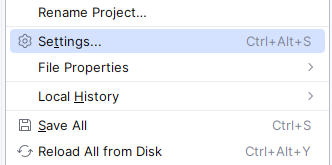 Rename Project...
Settings... Ctrl+Alt+S
File Properties
Local History
Save All Ctrl+S
Reload All from Disk Ctrl+Alt+Y